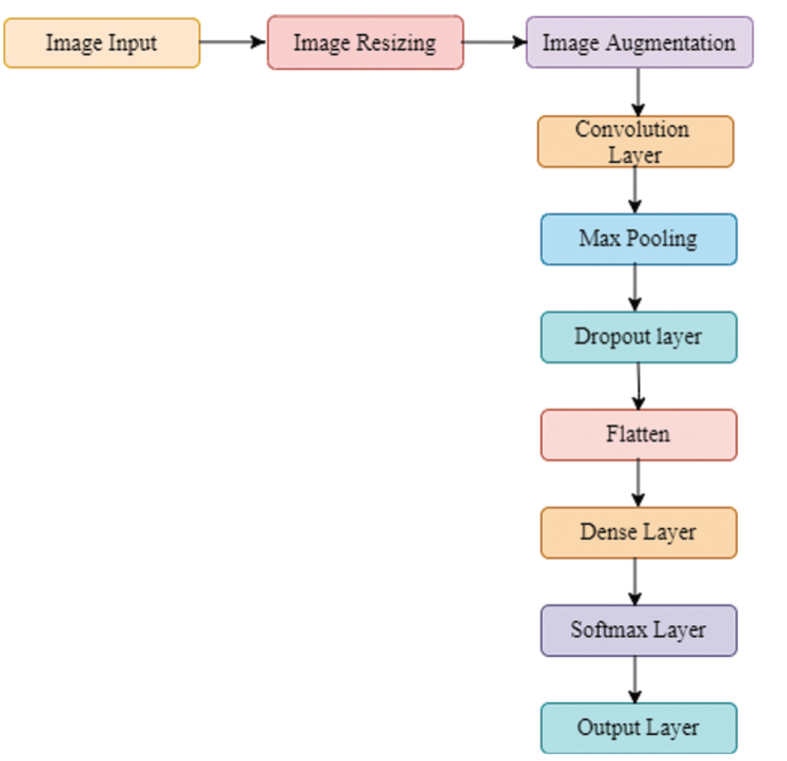 Image Input
Image Resizing
Image Augmentation
Convolution
Layer
Max Pooling
Dropout layer
Flatten
Dense Layer
Softmax Layer
Output Layer